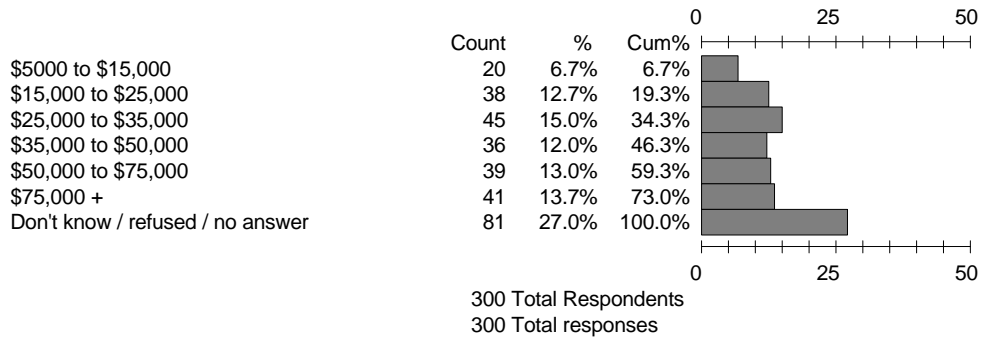 0 25 50
Count % Cum%
$5000 to $15,000 20 6.7% 6.7%
$15,000 to $25,000 38 12.7% 19.3%
$25,000 to $35,000 45 15.0% 34.3%
$35,000 to $50,000 36 12.0% 46.3%
$50,000 to $75,000 39 13.0% 59.3%
$75,000 + 41 13.7% 73.0%
Don't know / refused / no answer 81 27.0% 100.0%
0 25 50
300 Total Respondents
300 Total responses